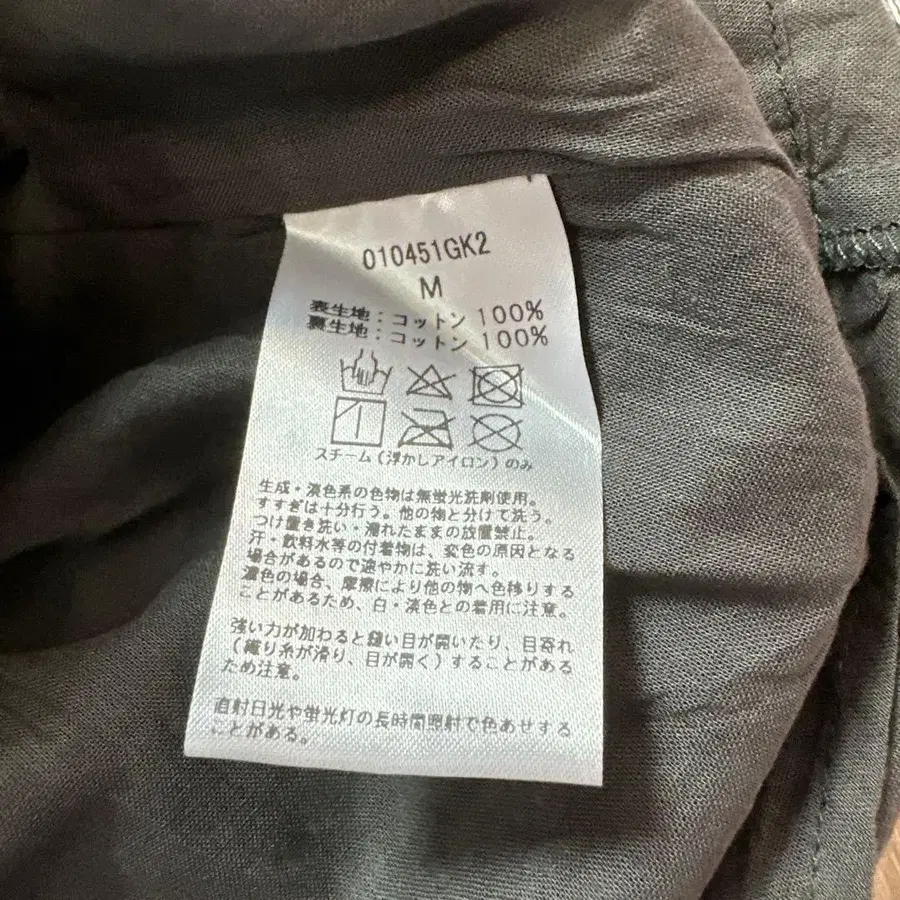 010451GK2
M
表生地：コットン 100%
裏生地：コットン 100%
スチーム（浮かしアイロン）のみ
生成・淡色系の色物は無蛍光洗剤使用。
すすぎは十分行う。他の物と分けて洗う。
つけ置き洗い・濡れたままの放置禁止。
汗・飲料水等の付着物は、変色の原因となる
場合があるので速やかに洗い流す。
濃色の場合、摩擦により他の物へ色移りする
ことがあるため、白・淡色との着用に注意。
強い力が加わると縫い目が開いたり、目寄れ
（織り糸が滑り、目が開く）することがある
ため注意。
直射日光や蛍光灯の長時間照射で色あせする
ことがある。